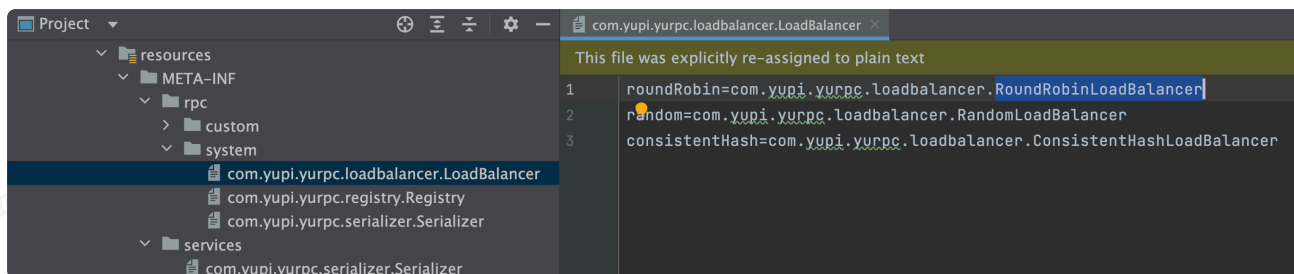 Project
resources
META-INF
rpc
custom
system
com.yupi.yurpc.loadbalancer.LoadBalancer
com.yupi.yurpc.registry.Registry
com.yupi.yurpc.serializer.Serializer
services
com.yupi.yurpc.serializer.Serializer
com.yupi.yurpc.loadbalancer.LoadBalancer
This file was explicitly re-assigned to plain text
1 roundRobin=com.yupi.yurpc.loadbalancer.RoundRobinLoadBalancer
2 random=com.yupi.yurpc.loadbalancer.RandomLoadBalancer
3 consistentHash=com.yupi.yurpc.loadbalancer.ConsistentHashLoadBalancer